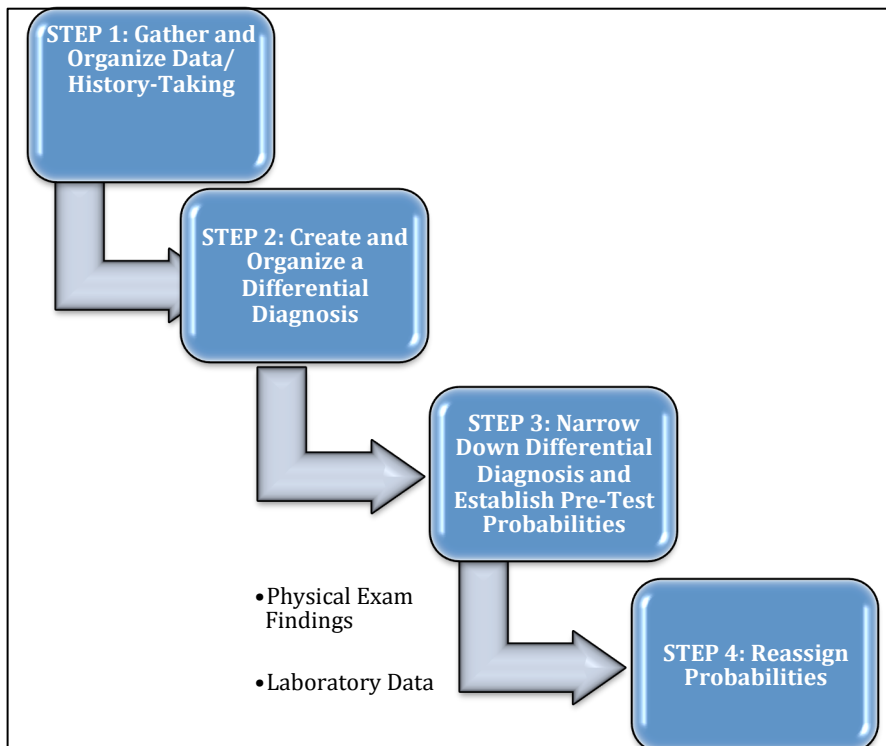 STEP 1: Gather and
Organize Data/
History-Taking
STEP 2: Create and
Organize a
Differential
Diagnosis
STEP 3: Narrow
Down Differential
Diagnosis and
Establish Pre-Test
Probabilities
•Physical Exam
Findings
•Laboratory Data
STEP 4: Reassign
Probabilities